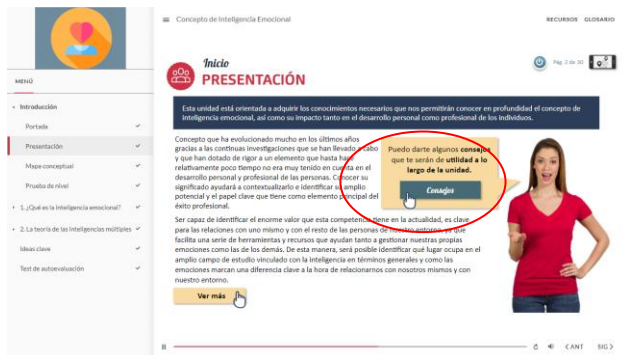 Concepto de Inteligencia Emocional
RECURSOS GLOSARIO
MENÚ
Introducción
Portada
Presentación
Mapa conceptual
Prueba de nivel
1. ¿Qué es la inteligencia emocional?
2. La teoría de las inteligencias múltiples
Ideas clave
Test de autoevaluación
Inicio
PRESENTACIÓN
Pág. 2 de 30
Esta unidad está orientada a adquirir los conocimientos necesarios que nos permitirán conocer en profundidad el concepto de
inteligencia emocional, así como su impacto tanto en el desarrollo personal como profesional de los individuos.
Concepto que ha evolucionado mucho en los últimos años
gracias a las continuas investigaciones que se han llevado a cabo
y que han dotado de rigor a un elemento que hasta hace
relativamente poco tiempo no era muy tenido en cuenta en el
desarrollo personal y profesional de las personas. Conocer su
significado ayudará a contextualizarlo e identificar su amplio
potencial y el papel clave que tiene como elemento principal del
éxito profesional.
Puedo darte algunos consejos
que te serán de utilidad a lo
largo de la unidad.
Consejos
Ser capaz de identificar el enorme valor que esta competencia tiene en la actualidad, es clave
para las relaciones con uno mismo y con el resto de las personas de nuestro entorno, ya que
facilita una serie de herramientas y recursos que ayudan tanto a gestionar nuestras propias
emociones como las de los demás. De esta manera, será posible identificar qué lugar ocupa en el
amplio campo de estudio vinculado con la inteligencia en términos generales y como las
emociones marcan una diferencia clave a la hora de relacionarnos con nosotros mismos y con
nuestro entorno.
Ver más
< ANT SIG >